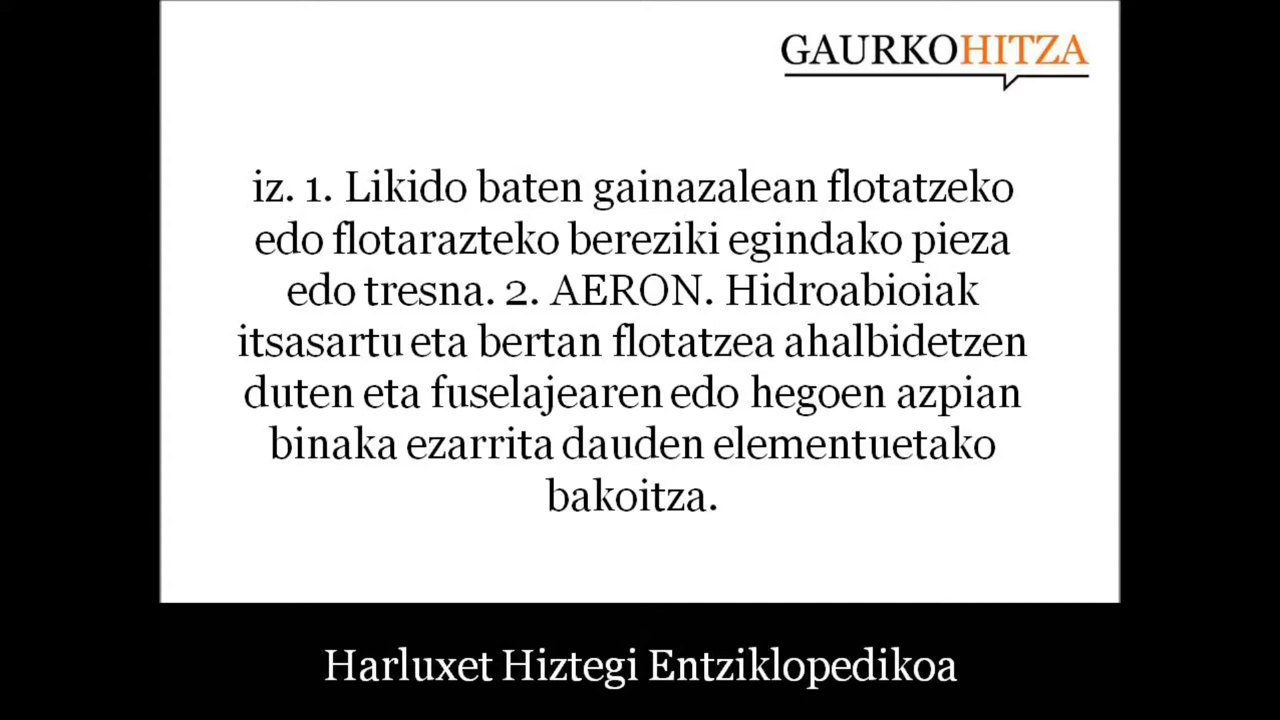 GAURKOHITZA
iz. 1. Likido baten gainazalean flotatzeko
edo flotarazteko bereziki egindako pieza
edo tresna. 2. AERON. Hidroabioiak
itsasartu eta bertan flotatzea ahalbidetzen
duten eta fuselajearen edo hegoen azpian
binaka ezarrita dauden elementuetako
bakoitza.
Harluxet Hiztegi Entziklopedikoa